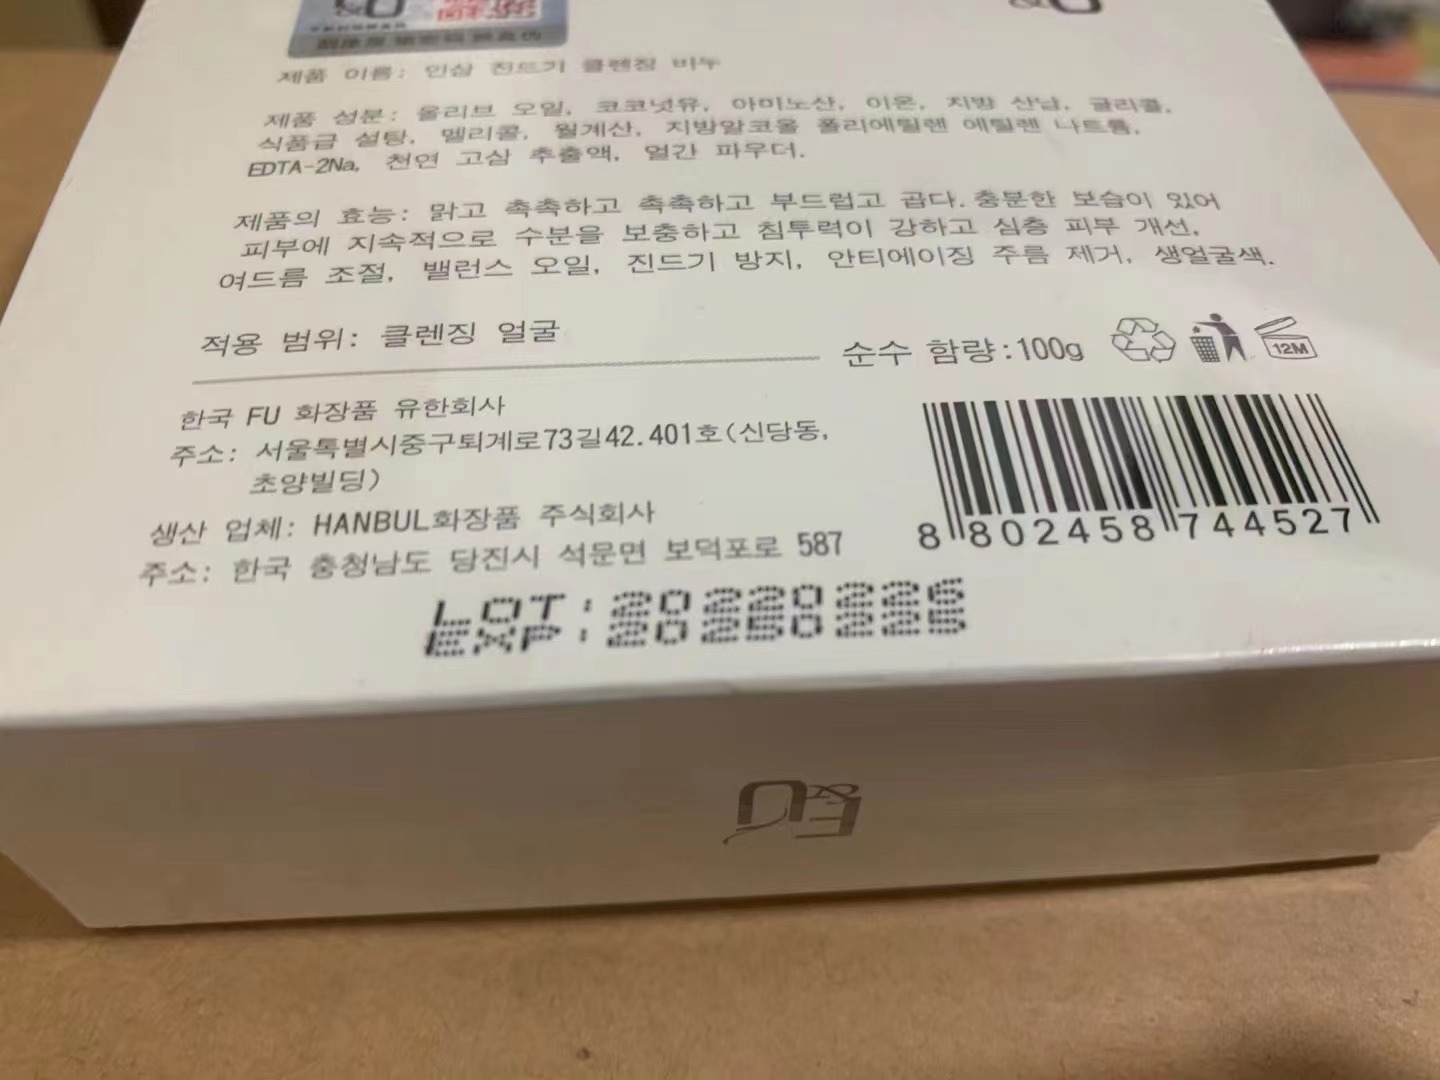 제품 이름: 인삼 진드기 클렌징 비누
제품 성분: 올리브 오일, 코코넛유, 아미노산, 이온, 지방 산남, 글리콜,
식품급 설탕, 멜리콜, 월계산, 지방알코올 폴리에틸렌 에틸렌 나트륨,
EDTA-2Na, 천연 고삼 추출액, 얼간 파우더.
제품의 효능: 맑고 촉촉하고 촉촉하고 부드럽고 곱다. 충분한 보습이 있어
피부에 지속적으로 수분을 보충하고 침투력이 강하고 심층 피부 개선,
여드름 조절, 밸런스 오일, 진드기 방지, 안티에이징 주름 제거, 생얼굴색.
적용 범위: 클렌징 얼굴
순수 함량:100g
12M
한국 FU 화장품 유한회사
주소: 서울특별시중구퇴계로73길42.401호(신당동,
초양빌딩)
생산 업체: HANBUL화장품 주식회사
주소: 한국 충청남도 당진시 석문면 보덕포로 587
8 802458 744527
LOT:20220226
EXP:20250225
F&U